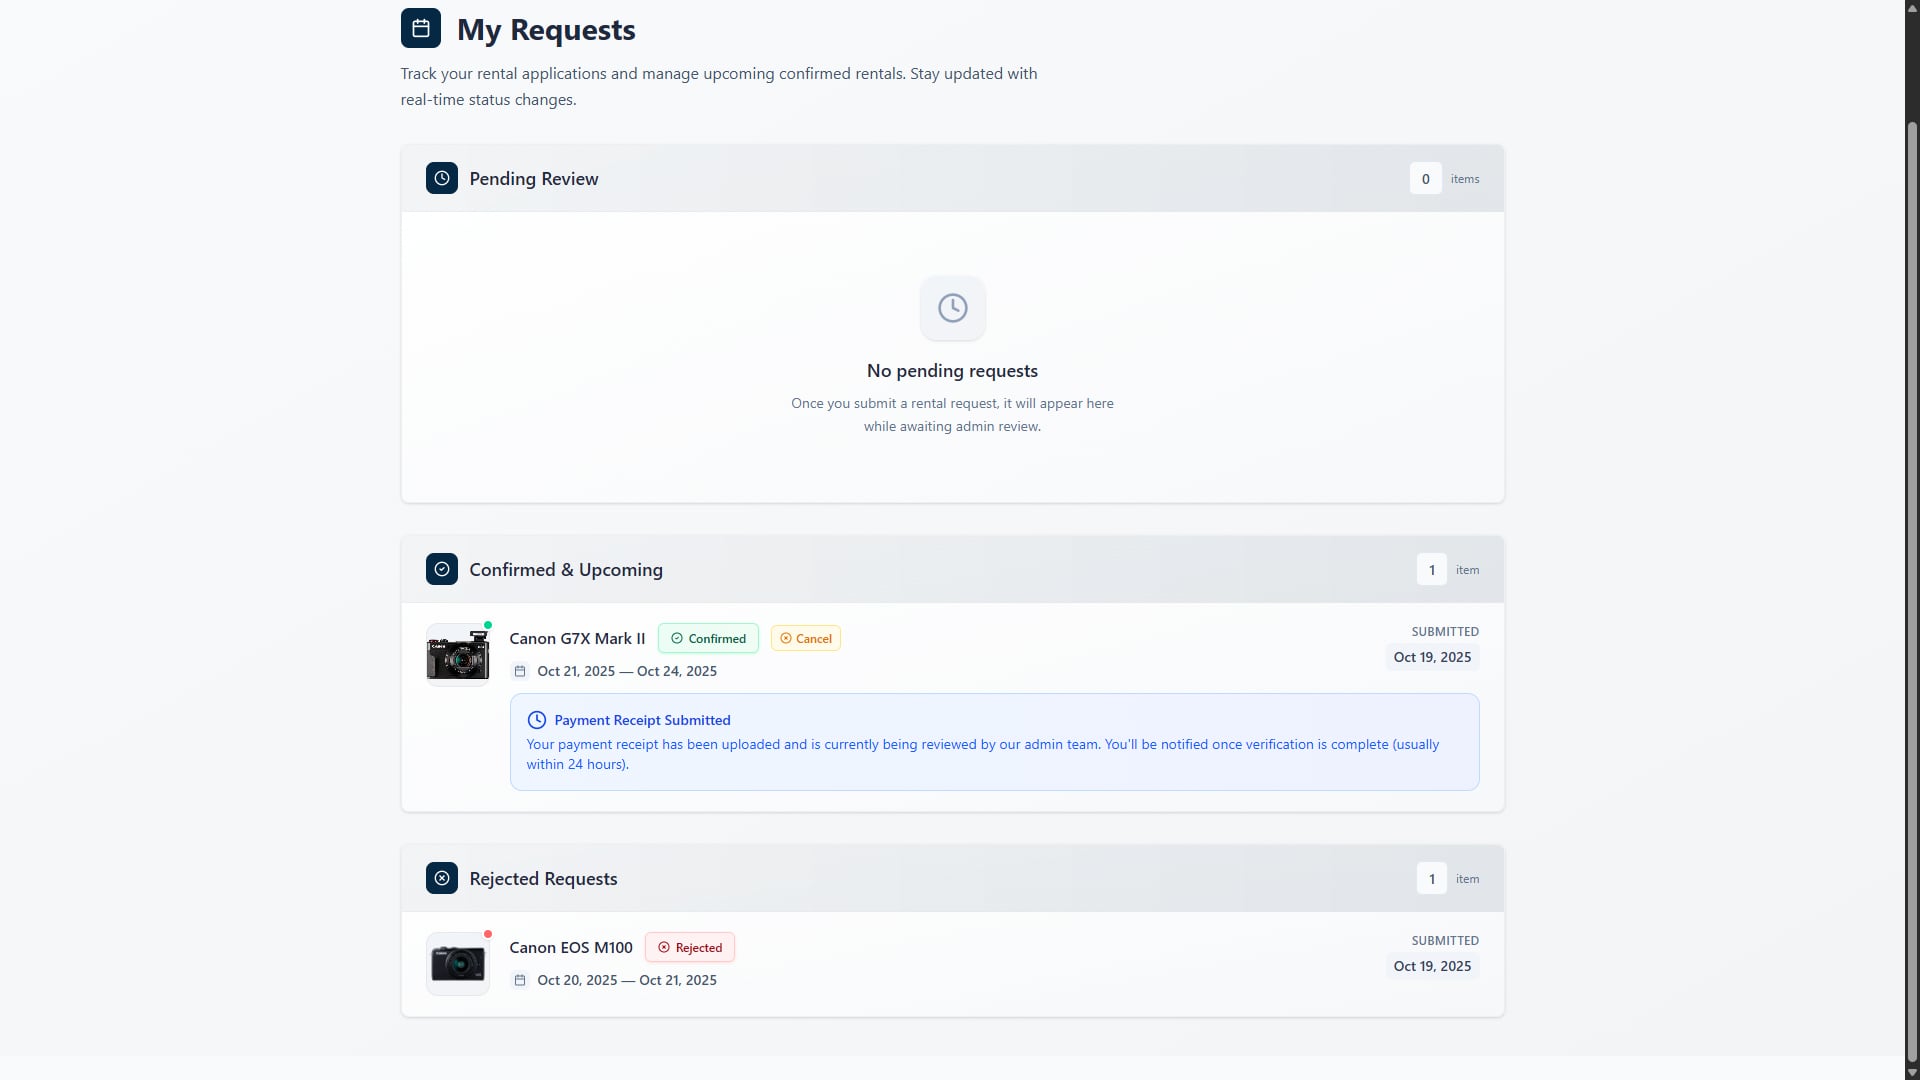 My Requests
Track your rental applications and manage upcoming confirmed rentals. Stay updated with
real-time status changes.
Pending Review
0 items
No pending requests
Once you submit a rental request, it will appear here
while awaiting admin review.
Confirmed & Upcoming
1 item
Canon G7X Mark II
Confirmed
Cancel
SUBMITTED
Oct 21, 2025 — Oct 24, 2025
Oct 19, 2025
Payment Receipt Submitted
Your payment receipt has been uploaded and is currently being reviewed by our admin team. You'll be notified once verification is complete (usually
within 24 hours).
Rejected Requests
1 item
Canon EOS M100
Rejected
SUBMITTED
Oct 20, 2025 — Oct 21, 2025
Oct 19, 2025